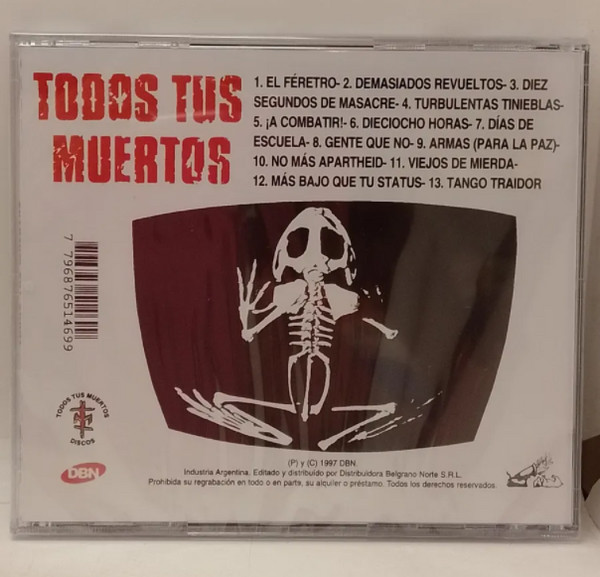 TODOS TUS
MUERTOS
1. EL FÉRETRO- 2. DEMASIADOS REVUELTOS- 3. DIEZ
SEGUNDOS DE MASACRE- 4. TURBULENTAS TINIEBLAS-
5. ¡A COMBATIR!- 6. DIECIOCHO HORAS- 7. DÍAS DE
ESCUELA- 8. GENTE QUE NO- 9. ARMAS (PARA LA PAZ)-
10. NO MÁS APARTHEID- 11. VIEJOS DE MIERDA-
12. MÁS BAJO QUE TU STATUS- 13. TANGO TRAIDOR
7 79687651469​9
TODOS TUS MUERTOS
DISCOS
DBN
(P) y (C) 1997 DBN.
Industria Argentina. Editado y distribuido por Distribuidora Belgrano Norte S.R.L.
Prohibida su regrabación en todo o en parte, su alquiler o préstamo. Todos los derechos reservados.